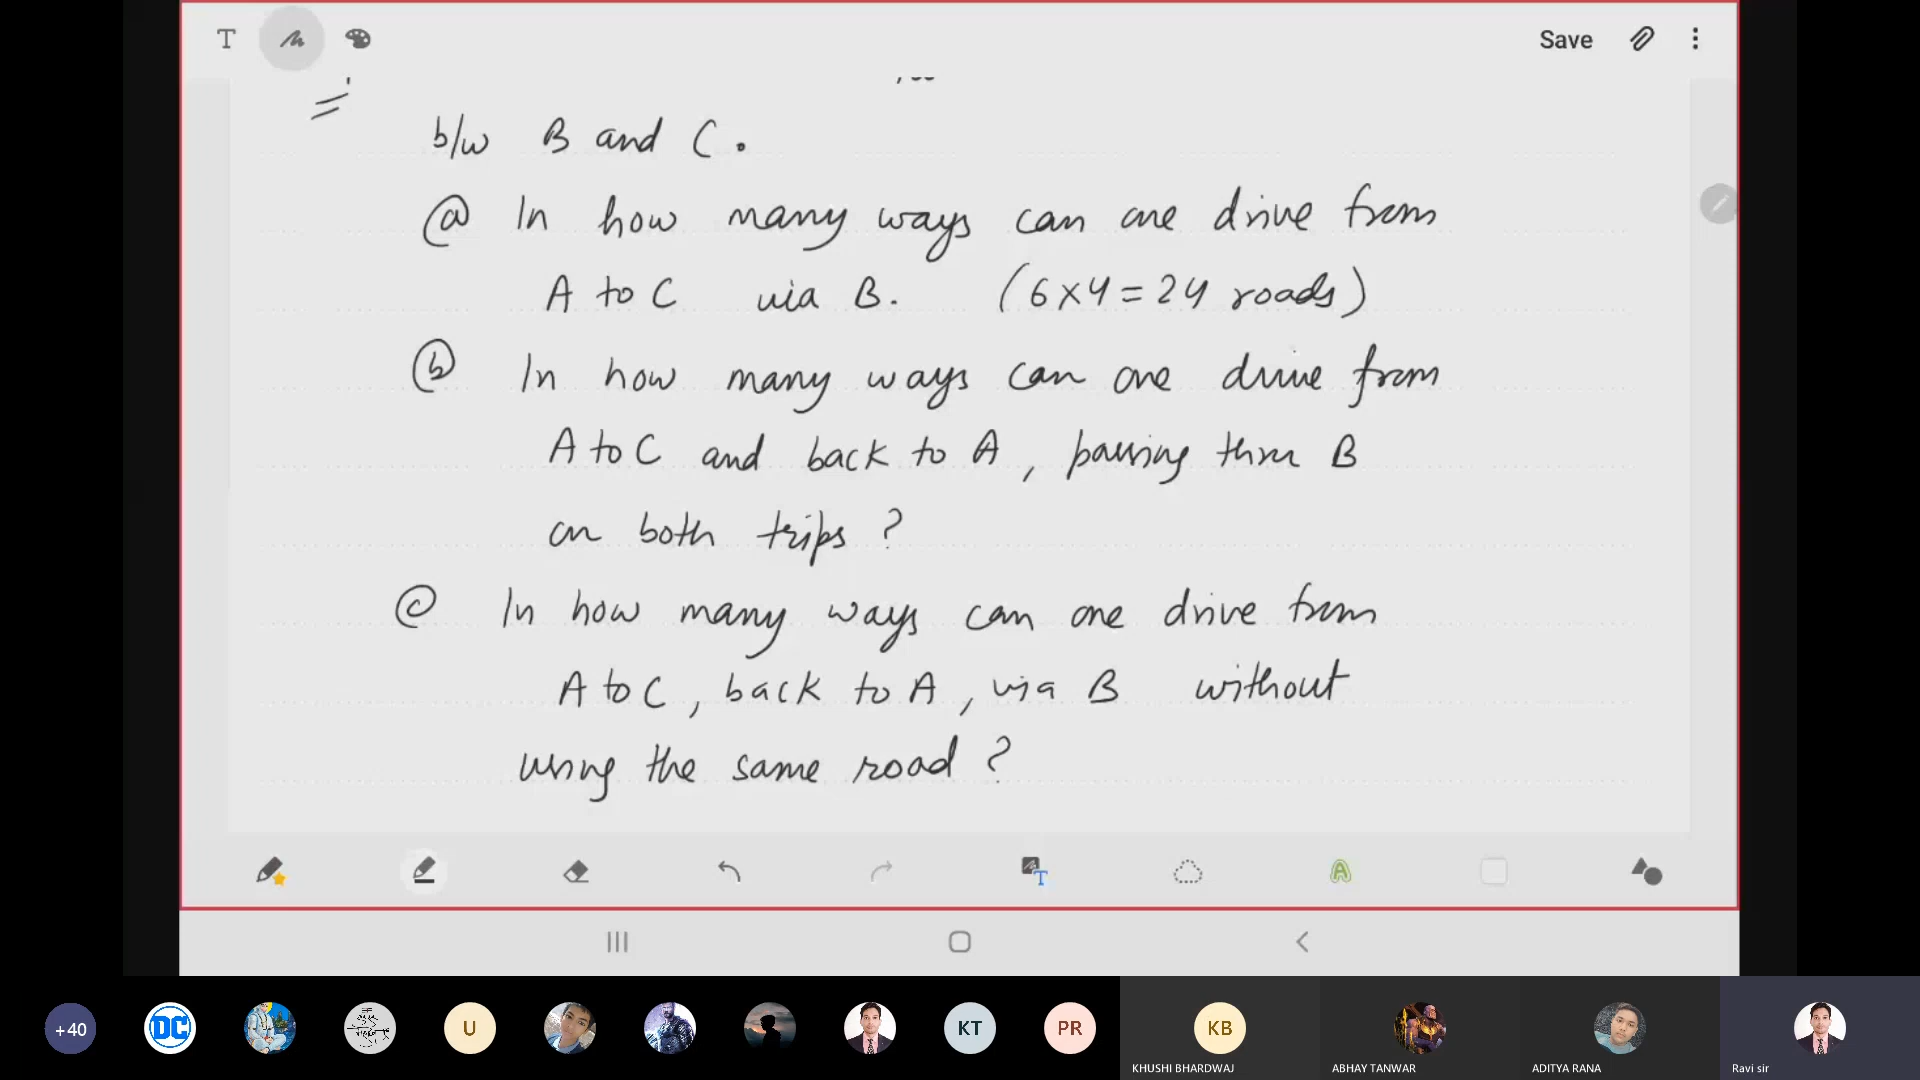 T
Save
b/w B and C.
(a) In how many ways can one drive from
A to C via B. (6x4=24 roads)
(b) In how many ways can one drive from
A to C and back to A, passing thru B
on both trips ?
(c) In how many ways can one drive from
A to C, back to A, via B without
using the same road ?
T
A
+40
DC
U
KT
PR
KB
KHUSHI BHARDWAJ
ABHAY TANWAR
ADITYA RANA
Ravi sir